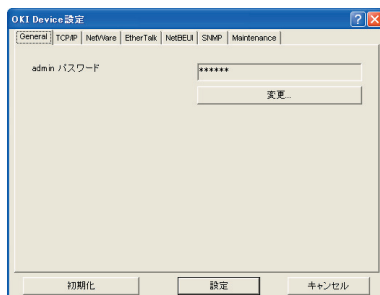 OKI Device設定
General TCP/IP NetWare EtherTalk NetBEUI SNMP Maintenance
admin パスワード ******
変更...
初期化 設定 キャンセル